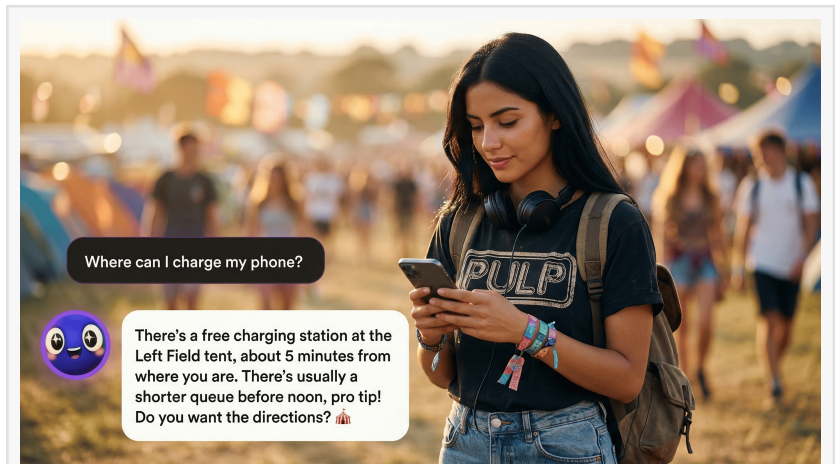 PULP
Where can I charge my phone?
There's a free charging station at the
Left Field tent, about 5 minutes from
where you are. There's usually a
shorter queue before noon, pro tip!
Do you want the directions? 🎪